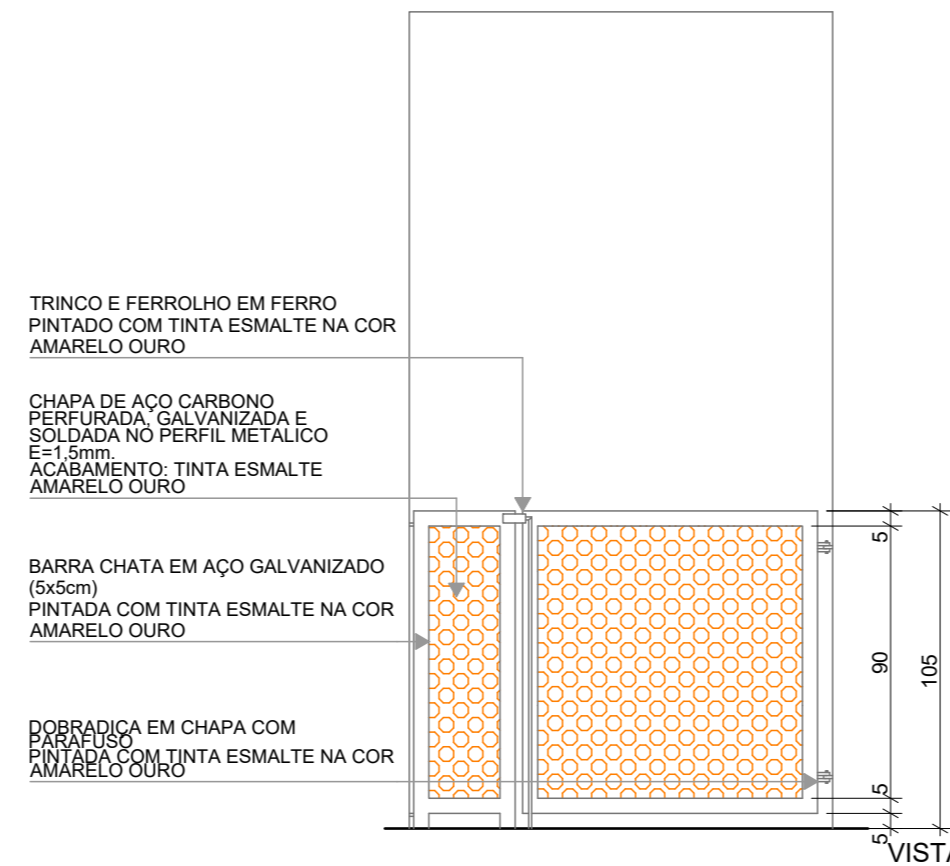 TRINCO E FERROLHO EM FERRO
PINTADO COM TINTA ESMALTE NA COR
AMARELO OURO
CHAPA DE AÇO CARBONO
PERFURADA, GALVANIZADA E
SOLDADA NO PERFIL METALICO
E=1,5mm.
ACABAMENTO: TINTA ESMALTE
AMARELO OURO
BARRA CHATA EM AÇO GALVANIZADO
(5x5cm)
PINTADA COM TINTA ESMALTE NA COR
AMARELO OURO
DOBRADIÇA EM CHAPA COM
PARAFUSO
PINTADA COM TINTA ESMALTE NA COR
AMARELO OURO
5
90
105
5
5
VISTA